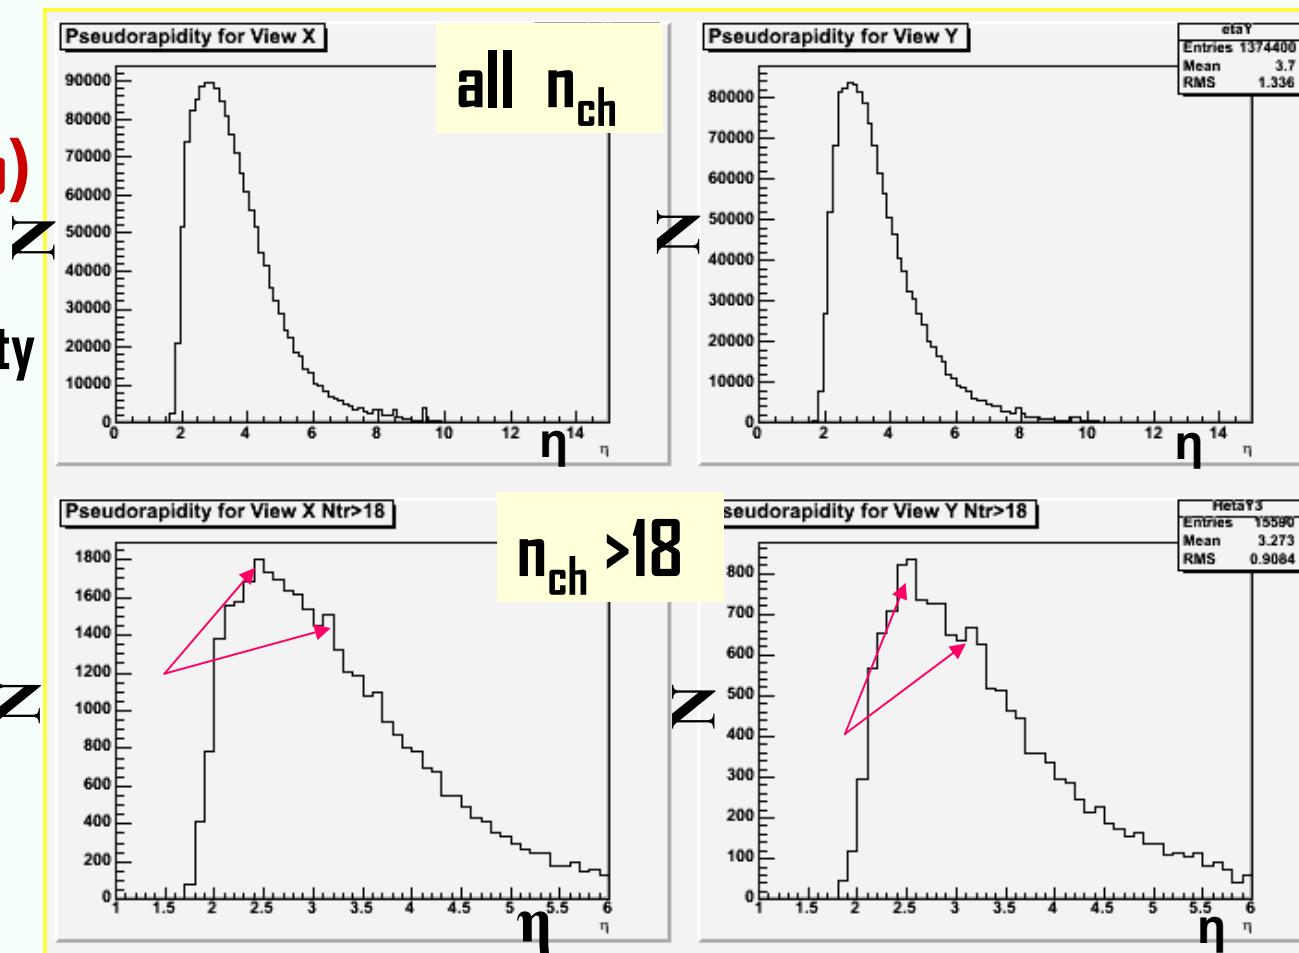 Pseudorapidity for View X
all n_ch
90000
80000
70000
60000
50000
40000
30000
20000
10000
0
0 2 4 6 8 10 12 14
N
η
η
Pseudorapidity for View Y
etaY
Entries 1374400
Mean 3.7
RMS 1.336
80000
70000
60000
50000
40000
30000
20000
10000
0
0 2 4 6 8 10 12 14
N
η
η
)
ty
Pseudorapidity for View X Ntr>18
n_ch >18
1800
1600
1400
1200
1000
800
600
400
200
0
1 1.5 2 2.5 3 3.5 4 4.5 5 5.5 6
N
η
η
seudorapidity for View Y Ntr>18
HetaY3
Entries 15590
Mean 3.273
RMS 0.9084
800
700
600
500
400
300
200
100
0
1 1.5 2 2.5 3 3.5 4 4.5 5 5.5 6
N
η
η